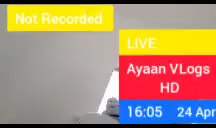 Not Recorded
LIVE
Ayaan VLogs
HD
16:05 24 Apr